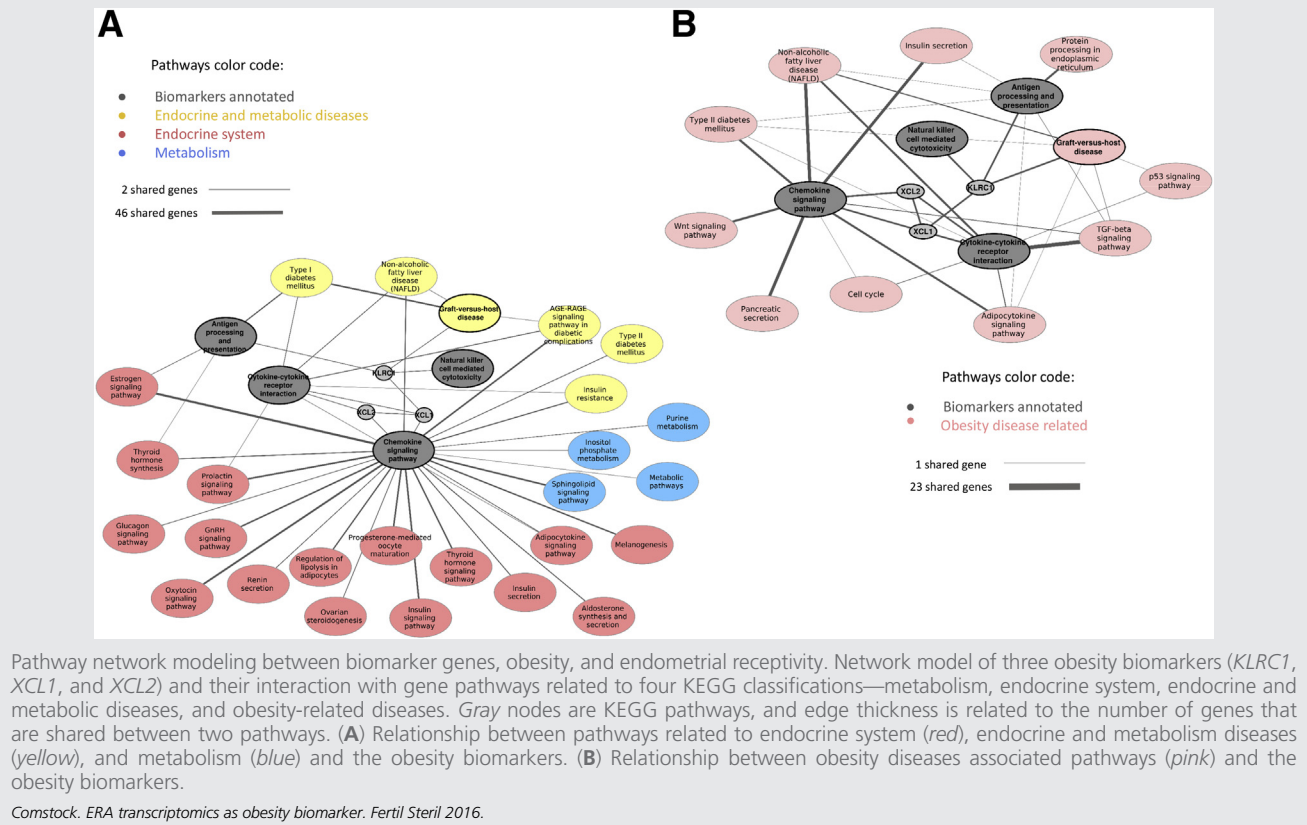 A
Pathways color code:
Biomarkers annotated
Endocrine and metabolic diseases
Endocrine system
Metabolism
2 shared genes
46 shared genes
Type I
diabetes
mellitus
Non-alcoholic
fatty liver
disease
(NAFLD)
Graft-versus-host
disease
AGE-RAGE
signaling
pathway in
diabetic
complications
Type II
diabetes
mellitus
Antigen
processing
and
presentation
Estrogen
signaling
pathway
Cytokine-cytokine
receptor
interaction
KLRC1
Natural killer
cell mediated
cytotoxicity
Insulin
resistance
XCL2
XCL1
Purine
metabolism
Chemokine
signaling
pathway
Inositol
phosphate
metabolism
Thyroid
hormone
synthesis
Prolactin
signaling
pathway
Sphingolipid
signaling
pathway
Metabolic
pathways
Glucagon
signaling
pathway
GnRH
signaling
pathway
Progesterone-mediated
oocyte
maturation
Adipocytokine
signaling
pathway
Melanogenesis
Regulation of
lipolysis in
adipocytes
Thyroid
hormone
signaling
pathway
Renin
secretion
Oxytocin
signaling
pathway
Insulin
secretion
Ovarian
steroidogenesis
Insulin
signaling
pathway
Aldosterone
synthesis and
secretion
B
Insulin secretion
Non-alcoholic
fatty liver
disease
(NAFLD)
Protein
processing in
endoplasmic
reticulum
Antigen
processing and
presentation
Type II diabetes
mellitus
Natural killer
cell mediated
cytotoxicity
Graft-versus-host
disease
p53 signaling
pathway
Chemokine
signaling
pathway
XCL2
KLRC1
Wnt signaling
pathway
XCL1
Cytokine-cytokine
receptor
interaction
TGF-beta
signaling
pathway
Cell cycle
Pancreatic
secretion
Adipocytokine
signaling
pathway
Pathways color code:
Biomarkers annotated
Obesity disease related
1 shared gene
23 shared genes
Pathway network modeling between biomarker genes, obesity, and endometrial receptivity. Network model of three obesity biomarkers (KLRC1,
XCL1, and XCL2) and their interaction with gene pathways related to four KEGG classifications—metabolism, endocrine system, endocrine and
metabolic diseases, and obesity-related diseases. Gray nodes are KEGG pathways, and edge thickness is related to the number of genes that
are shared between two pathways. (A) Relationship between pathways related to endocrine system (red), endocrine and metabolism diseases
(yellow), and metabolism (blue) and the obesity biomarkers. (B) Relationship between obesity diseases associated pathways (pink) and the
obesity biomarkers.
Comstock. ERA transcriptomics as obesity biomarker. Fertil Steril 2016.